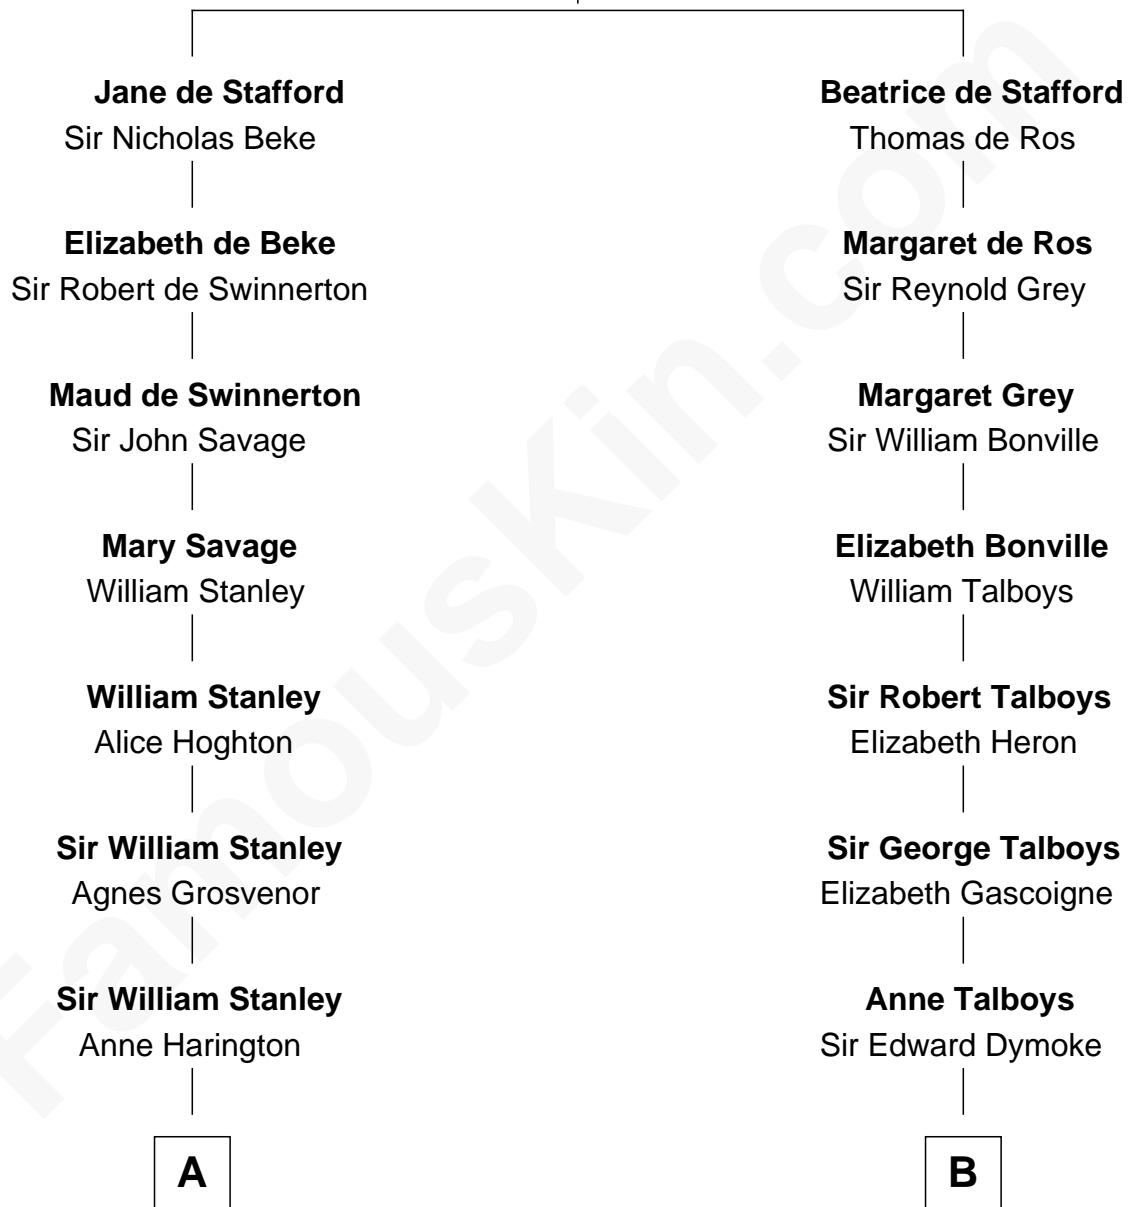 Jane de Stafford
Sir Nicholas Beke
Elizabeth de Beke
Sir Robert de Swinnerton
Maud de Swinnerton
Sir John Savage
Mary Savage
William Stanley
William Stanley
Alice Hoghton
Sir William Stanley
Agnes Grosvenor
Sir William Stanley
Anne Harington
A
Beatrice de Stafford
Thomas de Ros
Margaret de Ros
Sir Reynold Grey
Margaret Grey
Sir William Bonville
Elizabeth Bonville
William Talboys
Sir Robert Talboys
Elizabeth Heron
Sir George Talboys
Elizabeth Gascoigne
Anne Talboys
Sir Edward Dymoke
B
FamousKin.com